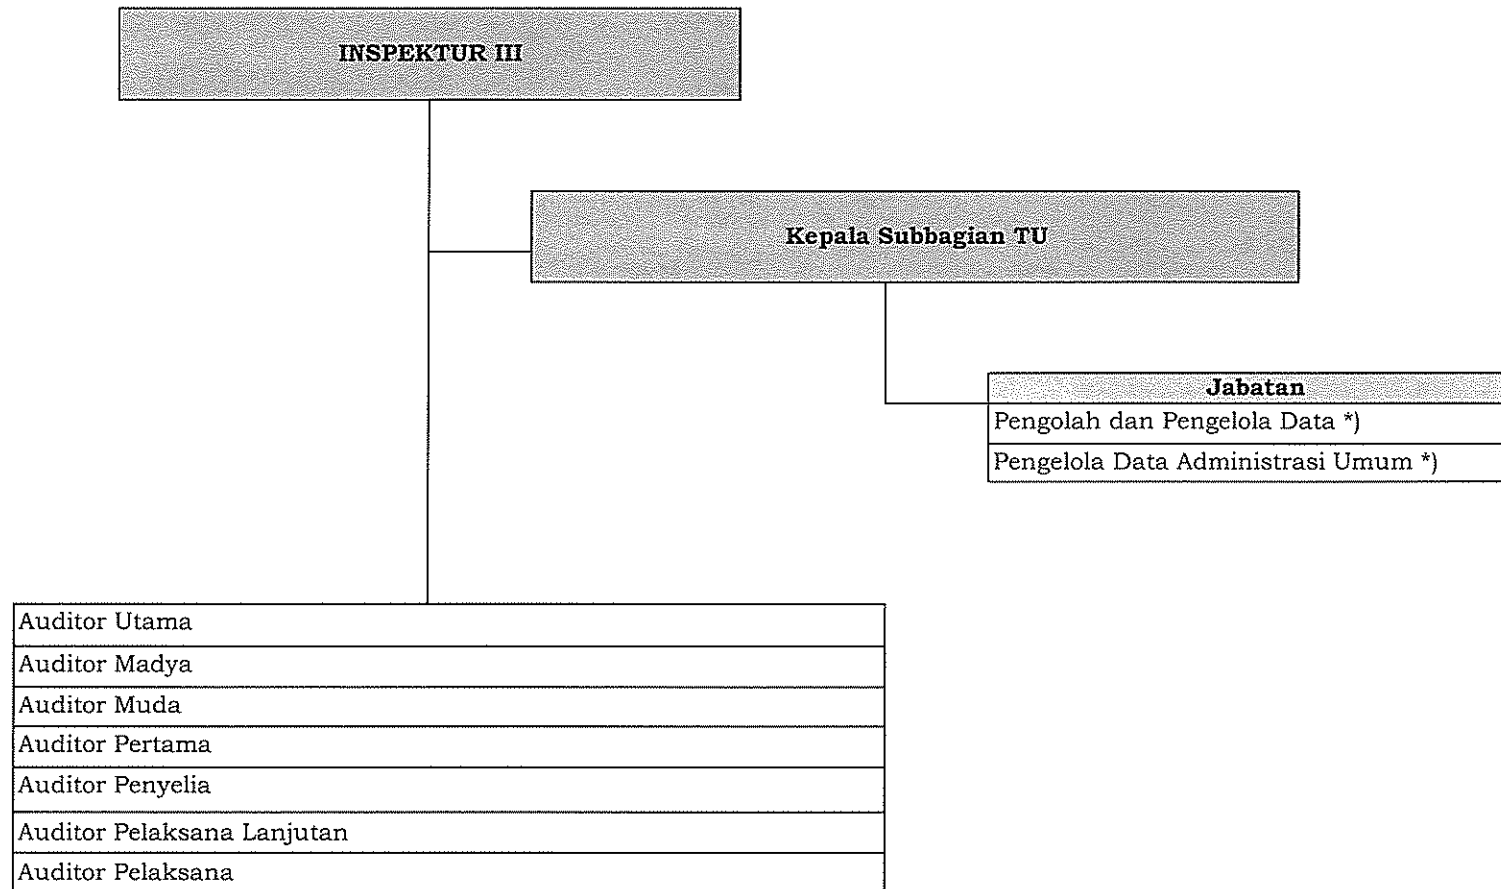 INSPEKTUR III
Kepala Subbagian TU
Jabatan
Pengolah dan Pengelola Data *)
Pengelola Data Administrasi Umum *)
Auditor Utama
Auditor Madya
Auditor Muda
Auditor Pertama
Auditor Penyelia
Auditor Pelaksana Lanjutan
Auditor Pelaksana